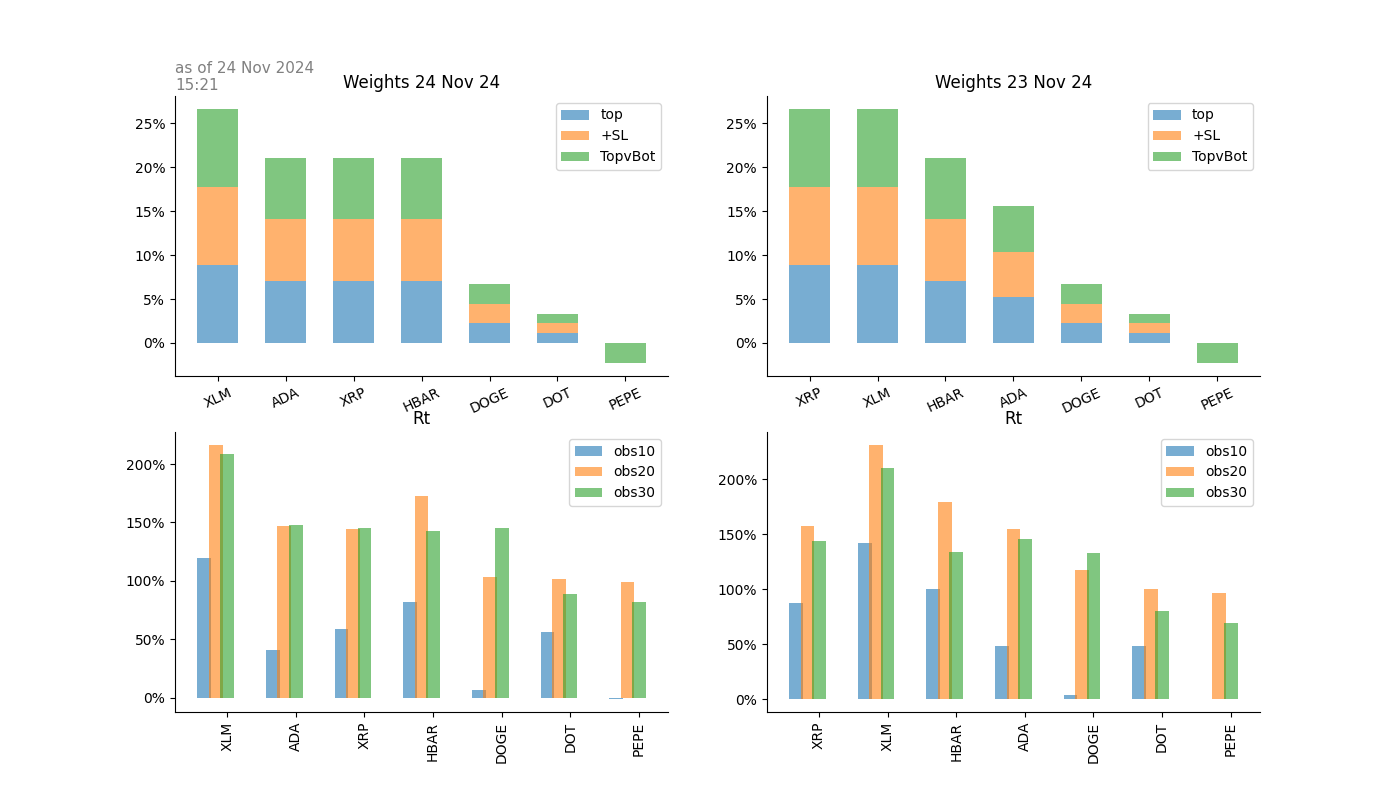 as of 24 Nov 2024
15:21
Weights 24 Nov 24
25%
20%
15%
10%
5%
0%
top
+SL
TopvBot
XLM
ADA
XRP
HBAR
DOGE
DOT
PEPE
Weights 23 Nov 24
25%
20%
15%
10%
5%
0%
top
+SL
TopvBot
XRP
XLM
HBAR
ADA
DOGE
DOT
PEPE
Rt
200%
150%
100%
50%
0%
obs10
obs20
obs30
XLM
ADA
XRP
HBAR
DOGE
DOT
PEPE
Rt
200%
150%
100%
50%
0%
obs10
obs20
obs30
XRP
XLM
HBAR
ADA
DOGE
DOT
PEPE